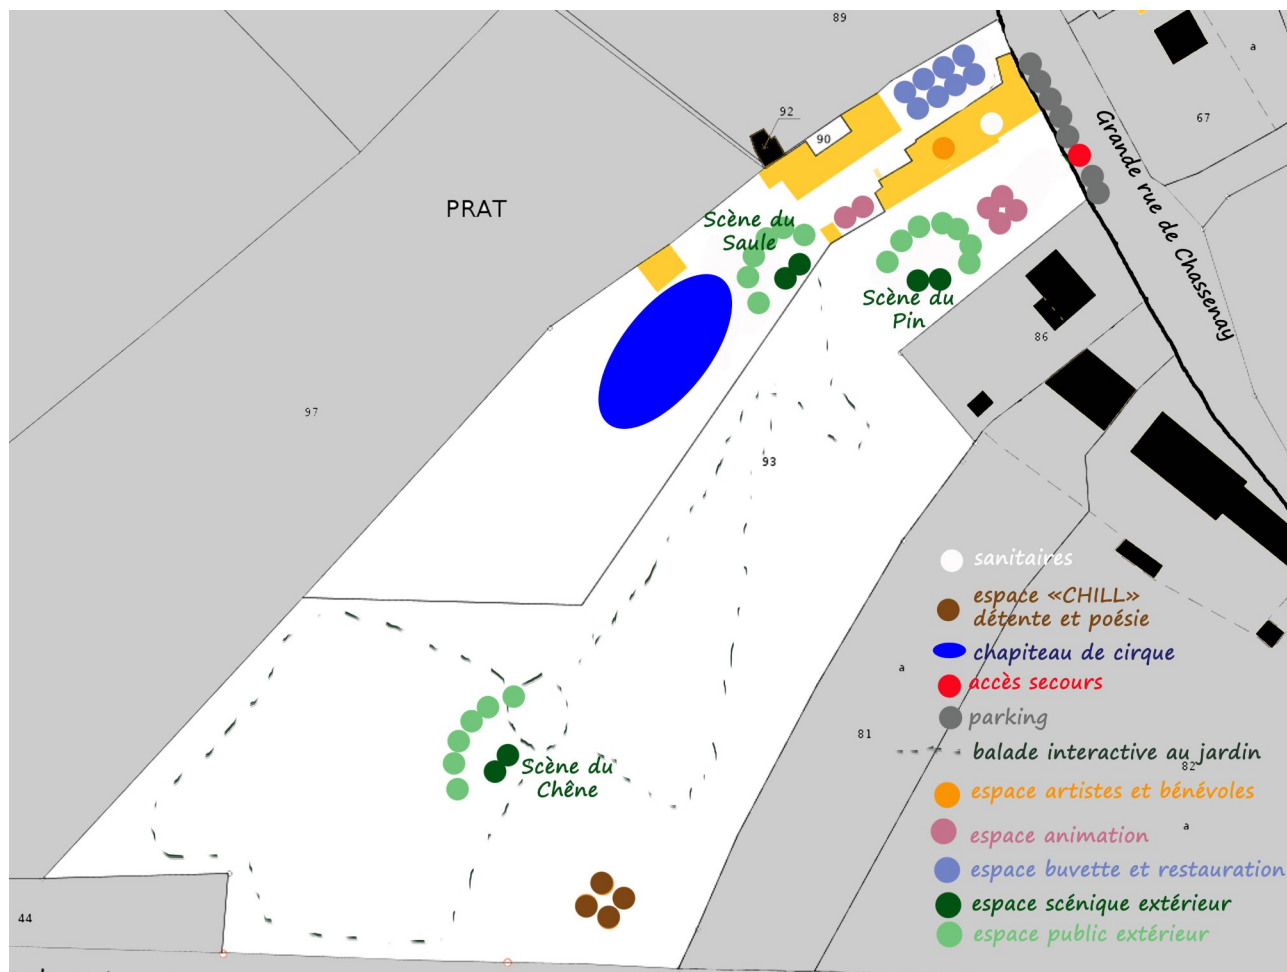 89
a
92
67
90
Grande rue de Chassenay
PRAT
Scène du
Saule
Scène du
Pin
86
97
93
sanitaires
espace «CHILL»
détente et poésie
chapiteau de cirque
a
accès secours
parking
81
balade interactive au jardin
82
Scène du
Chêne
espace artistes et bénévoles
a
espace animation
espace buvette et restauration
44
espace scénique extérieur
espace public extérieur